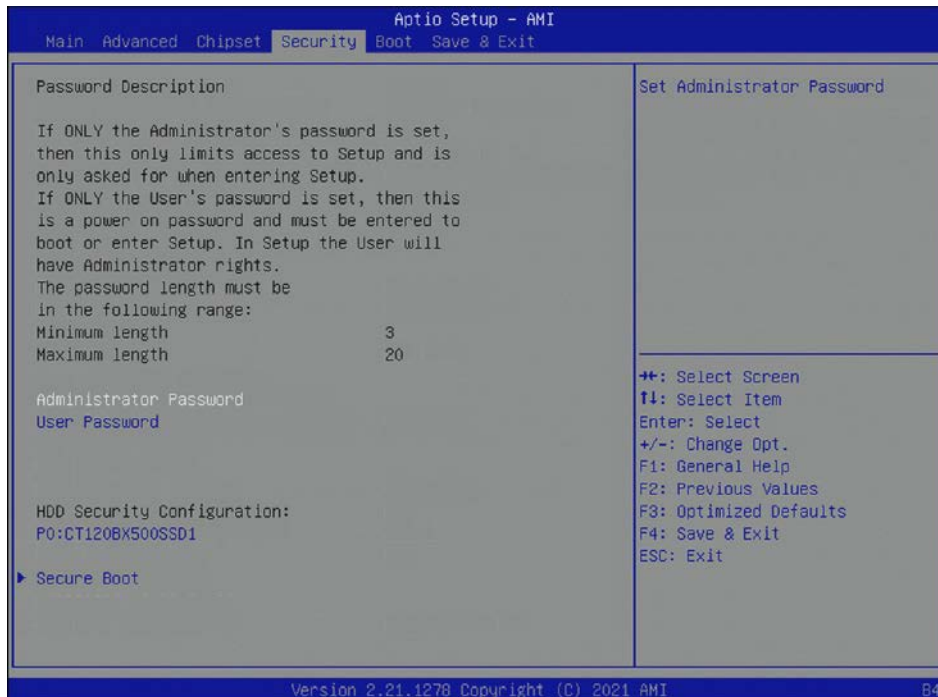 Aptio Setup – AMI
Main Advanced Chipset Security Boot Save & Exit
Password Description
If ONLY the Administrator's password is set,
then this only limits access to Setup and is
only asked for when entering Setup.
If ONLY the User's password is set, then this
is a power on password and must be entered to
boot or enter Setup. In Setup the User will
have Administrator rights.
The password length must be
in the following range:
Minimum length 3
Maximum length 20
Administrator Password
User Password
HDD Security Configuration:
P0:CT120BX500SSD1
Secure Boot
Set Administrator Password
→←: Select Screen
↑↓: Select Item
Enter: Select
+/-: Change Opt.
F1: General Help
F2: Previous Values
F3: Optimized Defaults
F4: Save & Exit
ESC: Exit
Version 2.21.1278 Copyright (C) 2021 AMI
B4